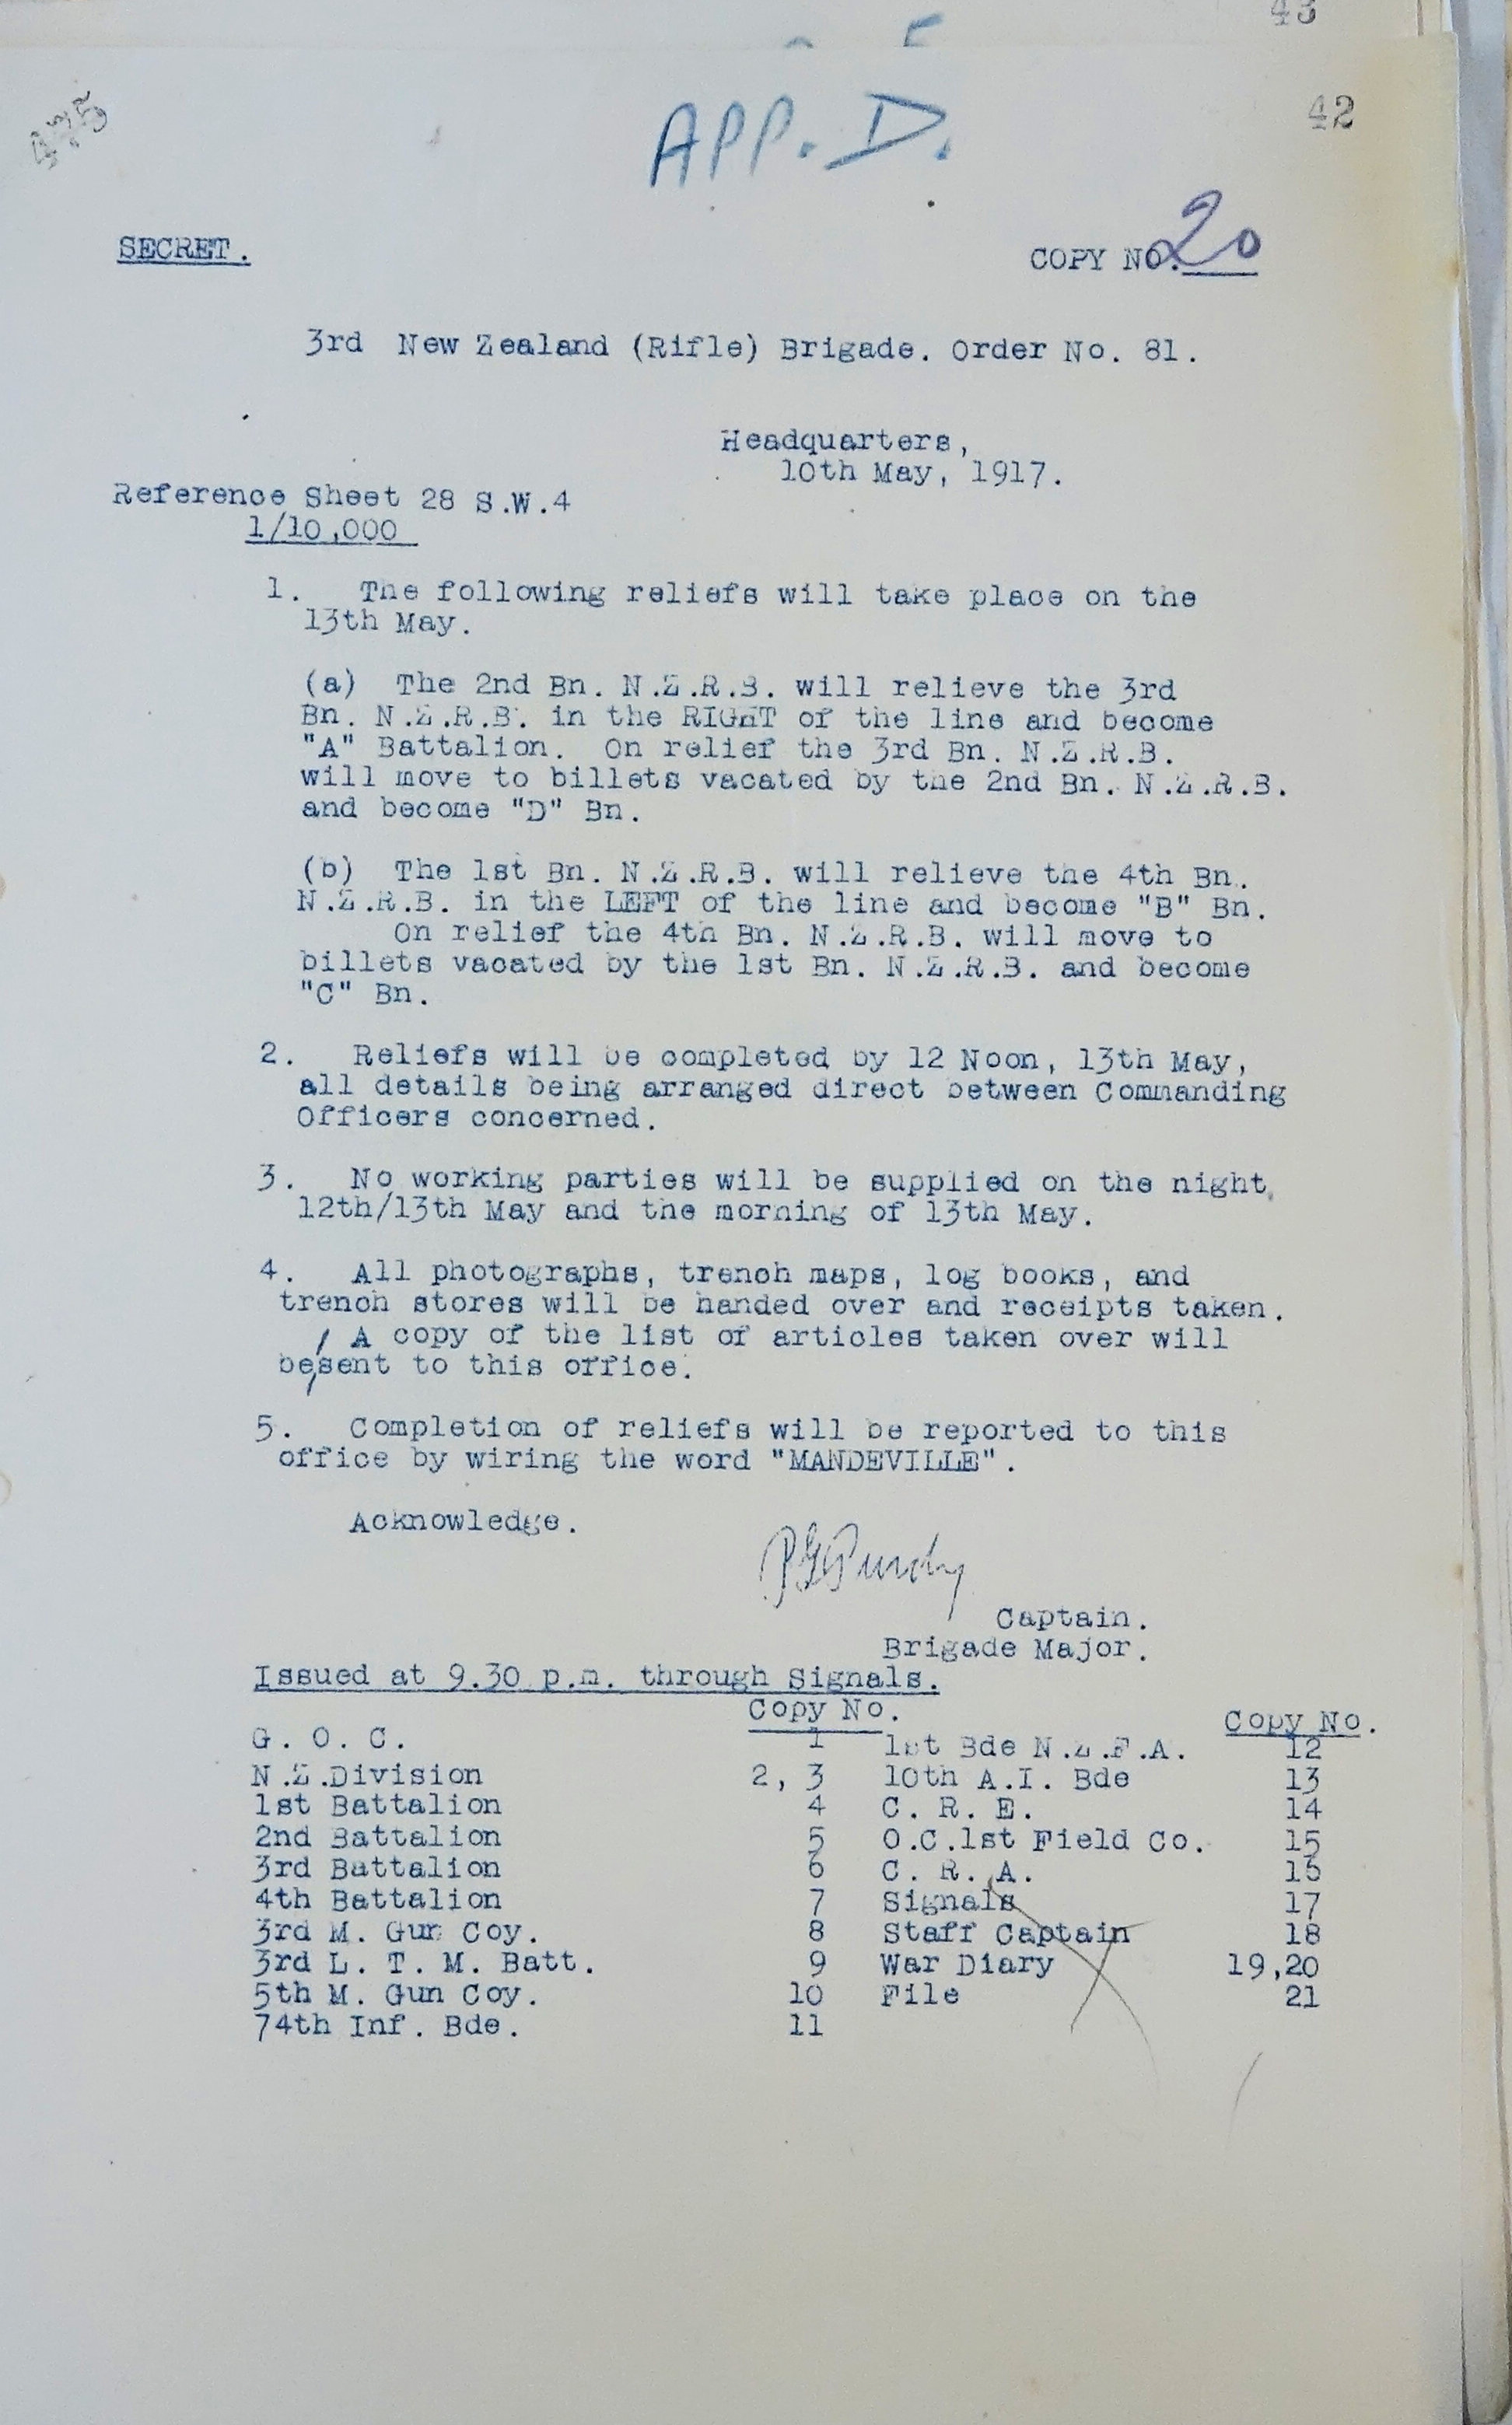 43
42
475
APP. D.
SECRET.
COPY NO. 20
3rd New Zealand (Rifle) Brigade. Order No. 81.
Headquarters,
10th May, 1917.
Reference Sheet 28 S.W.4
1/10,000
1. The following reliefs will take place on the
13th May.
(a) The 2nd Bn. N.Z.R.B. will relieve the 3rd
Bn. N.Z.R.B. in the RIGHT of the line and become
"A" Battalion. On relief the 3rd Bn. N.Z.R.B.
will move to billets vacated by the 2nd Bn. N.Z.R.B.
and become "D" Bn.
(b) The 1st Bn. N.Z.R.B. will relieve the 4th Bn.
N.Z.R.B. in the LEFT of the line and become "B" Bn.
On relief the 4th Bn. N.Z.R.B. will move to
billets vacated by the 1st Bn. N.Z.R.B. and become
"C" Bn.
2. Reliefs will be completed by 12 Noon, 13th May,
all details being arranged direct between Commanding
Officers concerned.
3. No working parties will be supplied on the night
12th/13th May and the morning of 13th May.
4. All photographs, trench maps, log books, and
trench stores will be handed over and receipts taken.
A copy of the list of articles taken over will
be/sent to this office.
5. Completion of reliefs will be reported to this
office by wiring the word "MANDEVILLE".
Acknowledge.
Captain.
Brigade Major.
Issued at 9.30 p.m. through Signals.
Copy No. Copy No.
G. O. C. 1 1st Bde N.Z.F.A. 12
N.Z.Division 2, 3 10th A.I. Bde 13
1st Battalion 4 C. R. E. 14
2nd Battalion 5 O.C.1st Field Co. 15
3rd Battalion 6 C. R. A. 16
4th Battalion 7 Signals 17
3rd M. Gun Coy. 8 Staff Captain 18
3rd L. T. M. Batt. 9 War Diary 19,20
5th M. Gun Coy. 10 File 21
74th Inf. Bde. 11